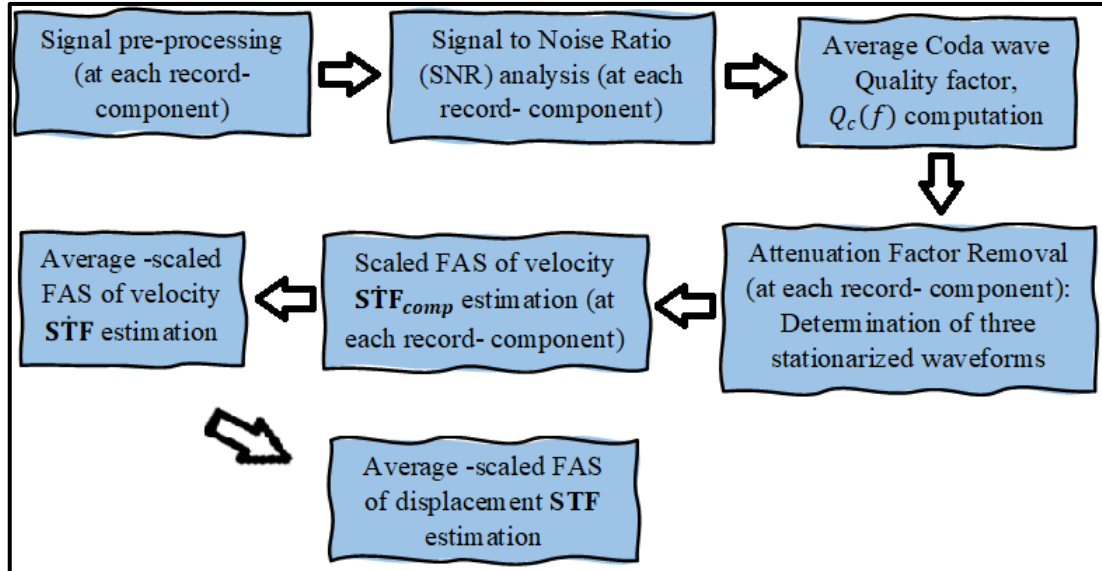 Signal pre-processing
(at each record-
component)
Signal to Noise Ratio
(SNR) analysis (at each
record- component)
Average Coda wave
Quality factor,
Q_c(f) computation
Attenuation Factor Removal
(at each record- component):
Determination of three
stationarized waveforms
Scaled FAS of velocity
SṪF_comp estimation (at
each record- component)
Average -scaled
FAS of velocity
SṪF estimation
Average -scaled FAS
of displacement STF
estimation